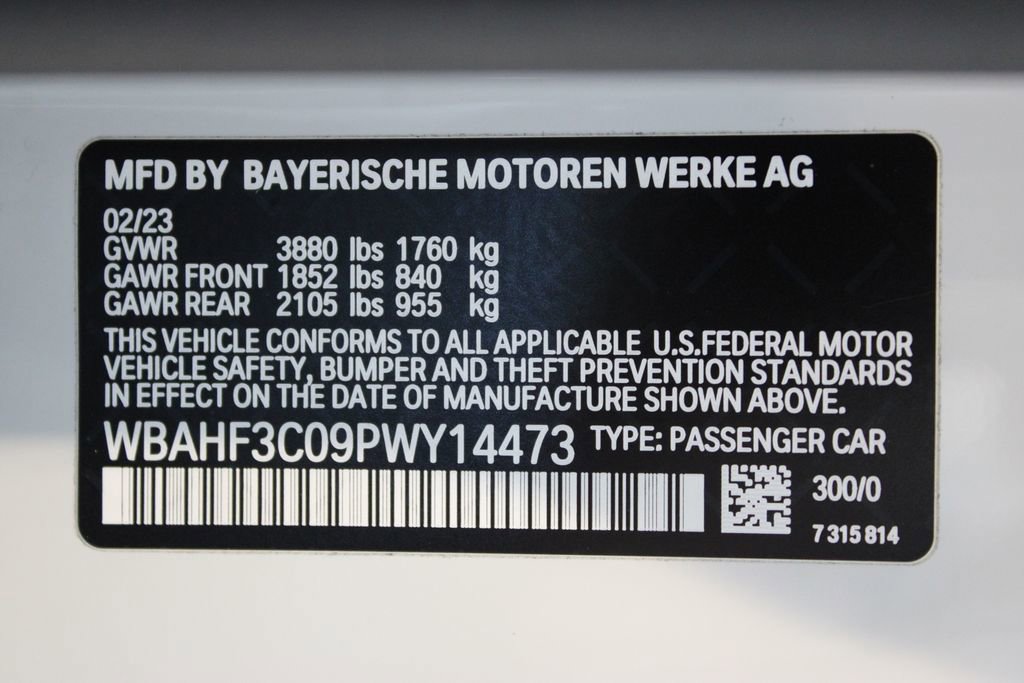 MFD BY BAYERISCHE MOTOREN WERKE AG
02/23
GVWR 3880 lbs 1760 kg
GAWR FRONT 1852 lbs 840 kg
GAWR REAR 2105 lbs 955 kg
THIS VEHICLE CONFORMS TO ALL APPLICABLE U.S.FEDERAL MOTOR
VEHICLE SAFETY, BUMPER AND THEFT PREVENTION STANDARDS
IN EFFECT ON THE DATE OF MANUFACTURE SHOWN ABOVE.
WBAHF3C09PWY14473 TYPE: PASSENGER CAR
300/0
7 315 814